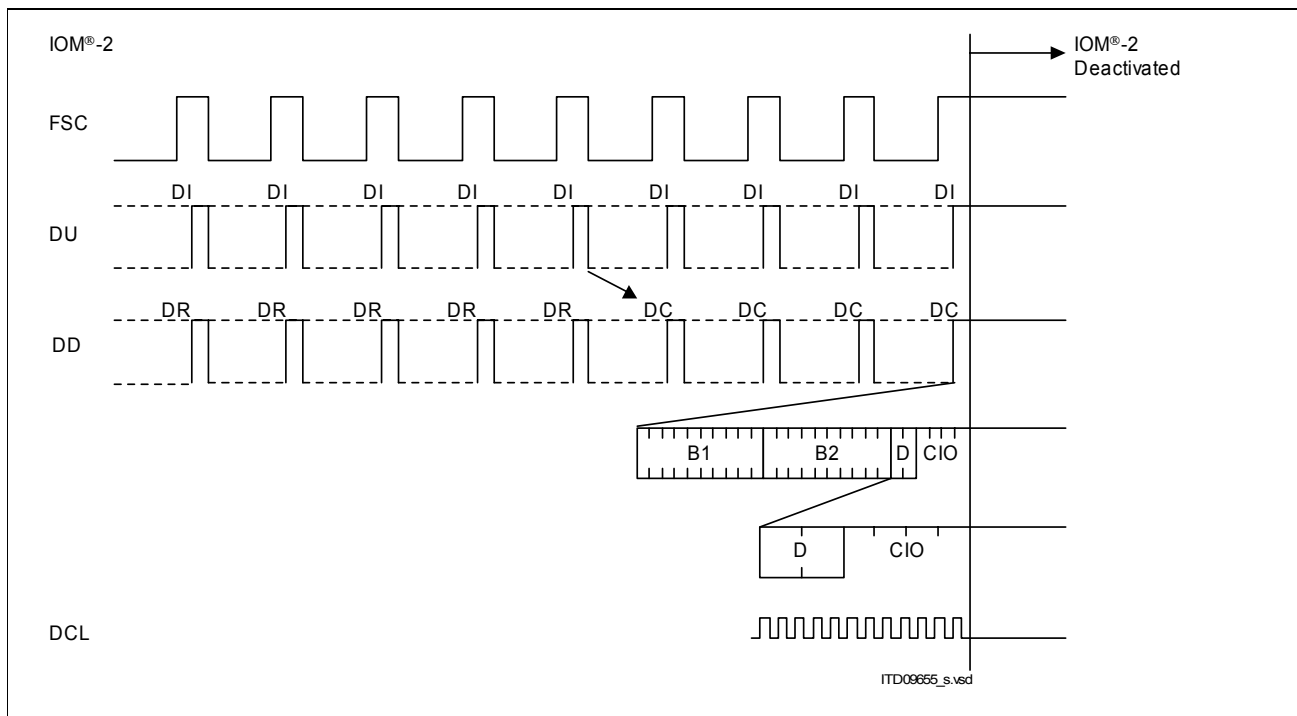 IOM®-2
IOM®-2
Deactivated
FSC
DI DI DI DI DI DI DI DI DI
DU
DR DR DR DR DR DC DC DC DC
DD
B1 B2 D CIO
D CIO
DCL
ITD09655_s.vsd